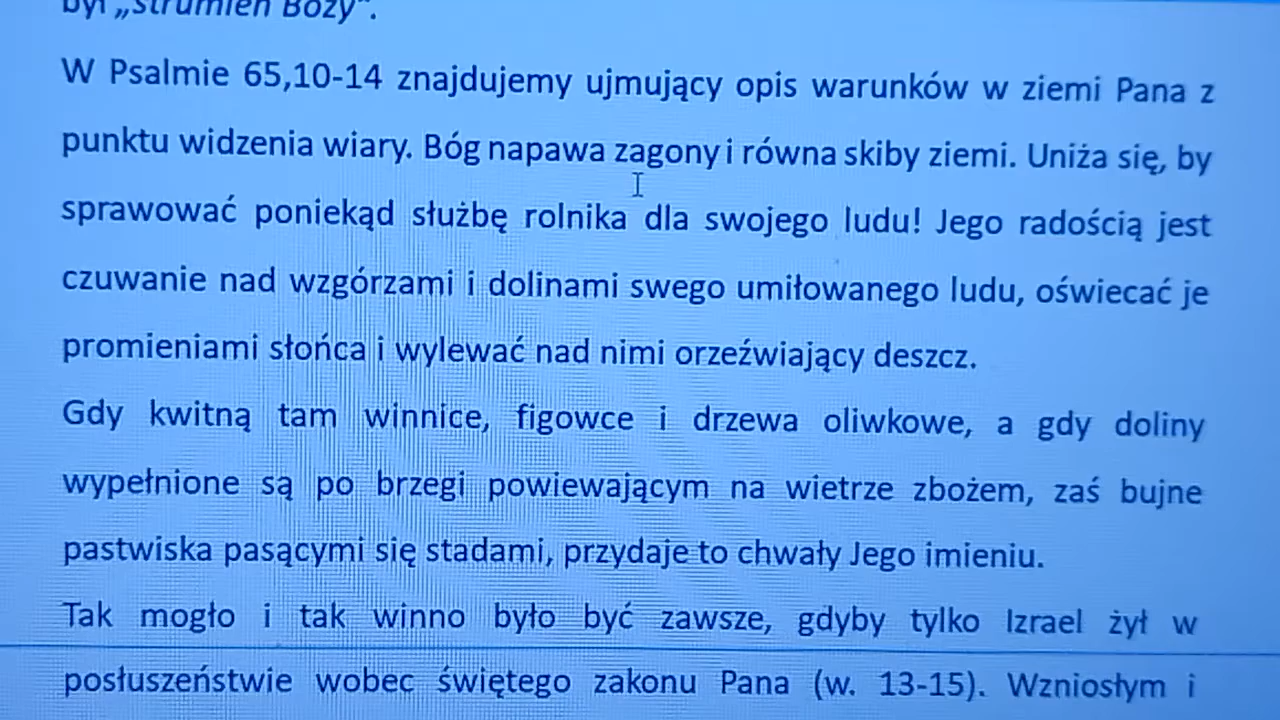 był „Strumień Boży”.
W Psalmie 65,10-14 znajdujemy ujmujący opis warunków w ziemi Pana z
punktu widzenia wiary. Bóg napawa zagony i równa skiby ziemi. Uniża się, by
sprawować poniekąd służbę rolnika dla swojego ludu! Jego radością jest
czuwanie nad wzgórzami i dolinami swego umiłowanego ludu, oświecać je
promieniami słońca i wylewać nad nimi orzeźwiający deszcz.
Gdy kwitną tam winnice, figowce i drzewa oliwkowe, a gdy doliny
wypełnione są po brzegi powiewającym na wietrze zbożem, zaś bujne
pastwiska pasącymi się stadami, przydaje to chwały Jego imieniu.
Tak mogło i tak winno było być zawsze, gdyby tylko Izrael żył w
posłuszeństwie wobec świętego zakonu Pana (w. 13-15). Wzniosłym i